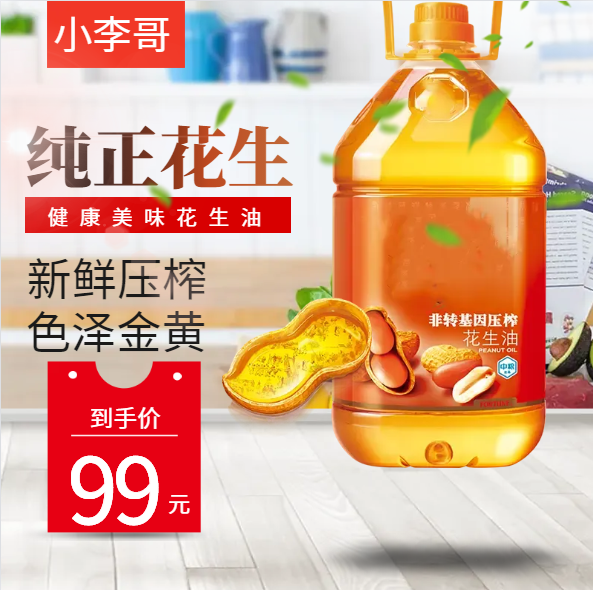 小李哥
纯正花生
健康美味花生油
新鲜压榨
色泽金黄
到手价
99元
非转基因压榨
花生油
PEANUT OIL
中粮